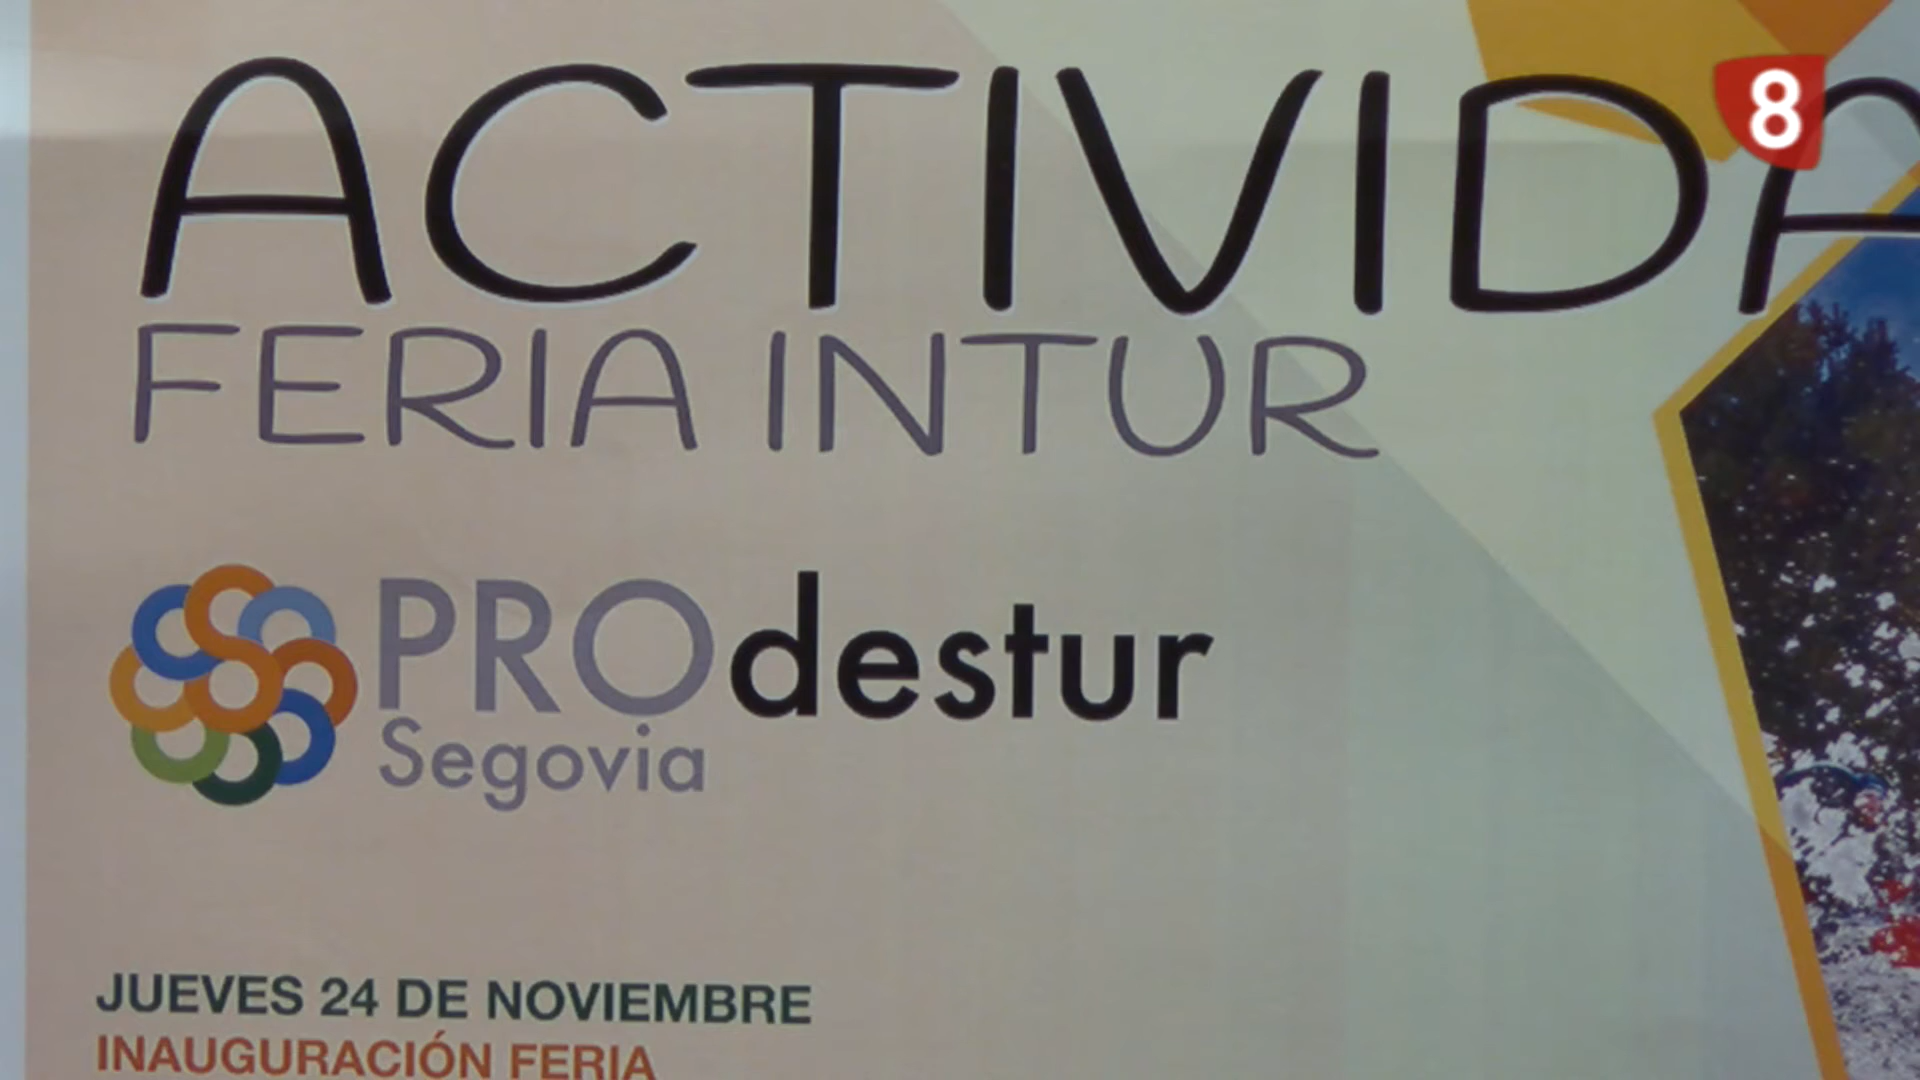 ACTIVIDA
8
FERIA INTUR
PROdestur
Segovia
JUEVES 24 DE NOVIEMBRE
INAUGURACIÓN FERIA